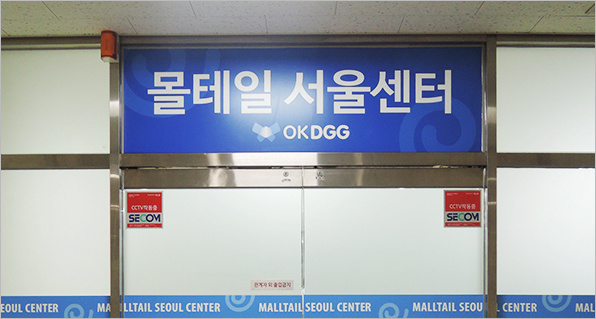 몰테일 서울센터
OKDGG
CCTV작동중
SECOM
CCTV작동중
SECOM
관계자 외 출입금지
SEOUL CENTER
MALLTAIL SEOUL CENTER
MALLTAIL SEOUL CENTER